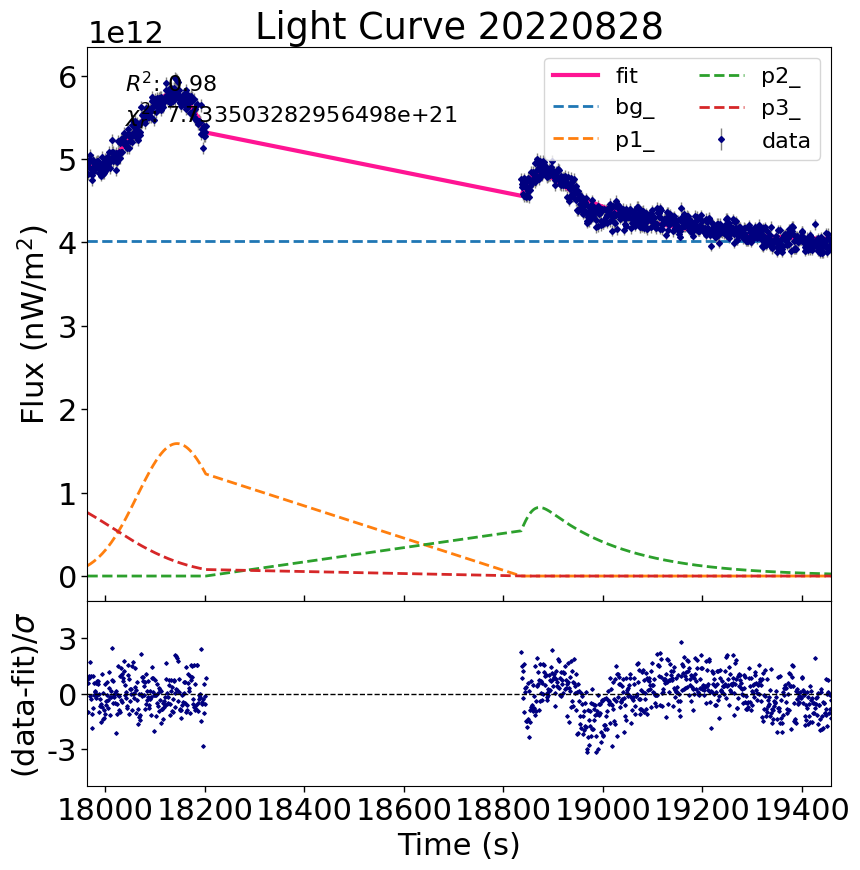 Light Curve 20220828
1e12
R²: 0.98
χ²: 7.733503282956498e+21
fit
bg_
p1_
p2_
p3_
data
6
5
4
3
2
1
0
Flux (nW/m²)
3
0
-3
(data-fit)/σ
18000 18200 18400 18600 18800 19000 19200 19400
Time (s)